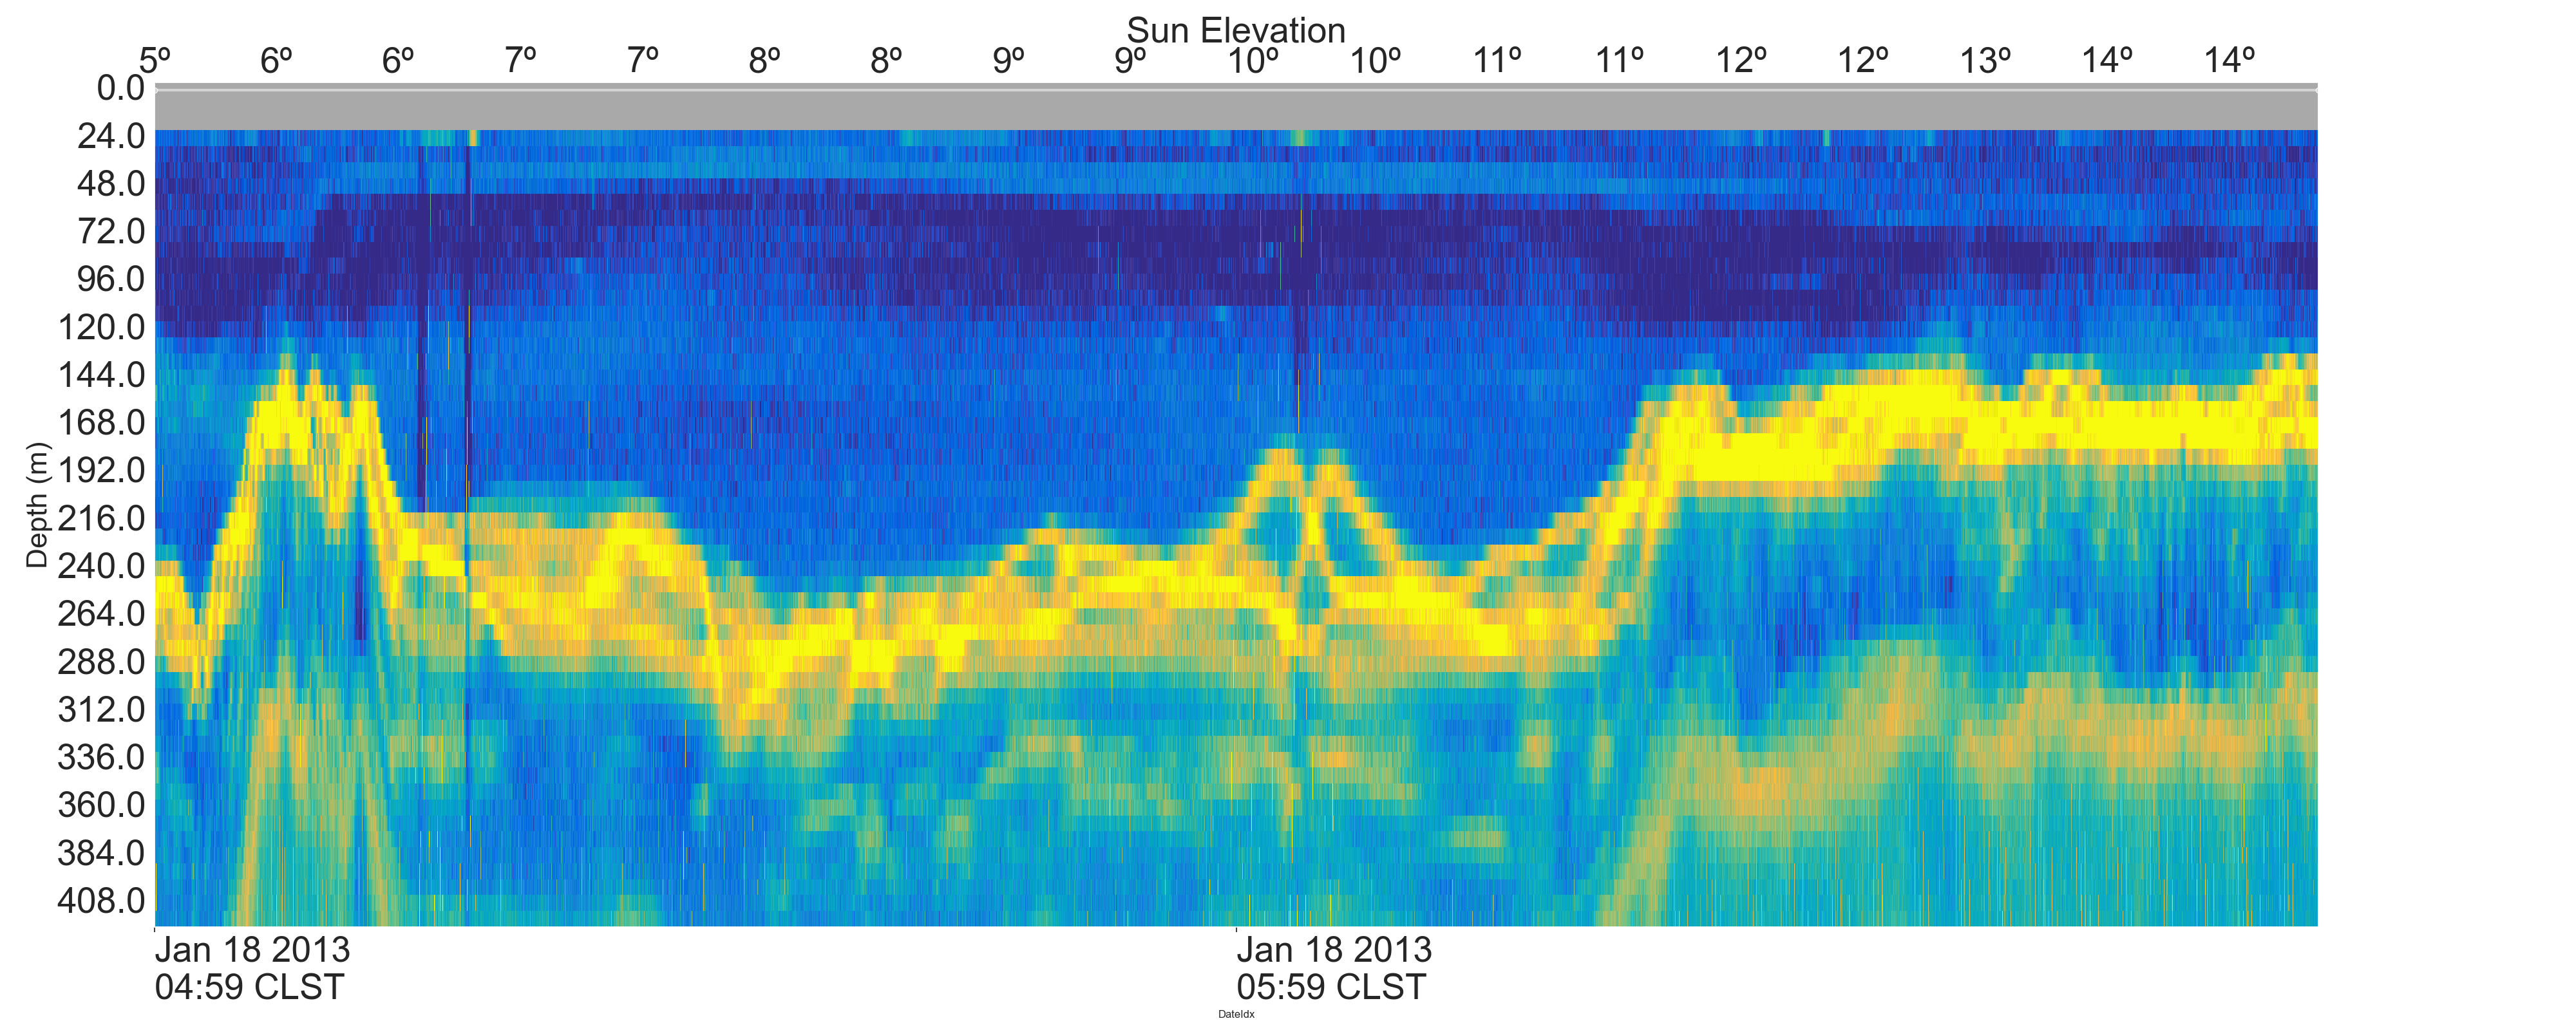 Sun Elevation
5º 6º 6º 7º 7º 8º 8º 9º 9º 10º 10º 11º 11º 12º 12º 13º 14º 14º
0.0
24.0
48.0
72.0
96.0
120.0
144.0
168.0
192.0
216.0
240.0
264.0
288.0
312.0
336.0
360.0
384.0
408.0
Depth (m)
Jan 18 2013
04:59 CLST
Jan 18 2013
05:59 CLST
DateIdx